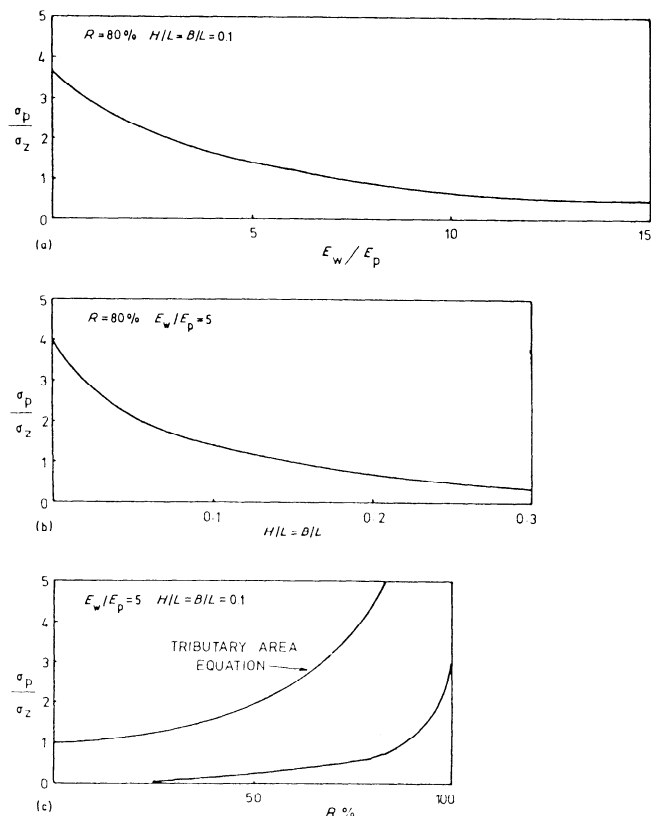 5
R = 80% H/L = B/L = 0.1
4
3
σp
σz
2
1
0
(a)
5
10
15
Ew / Ep
5
R = 80% Ew/Ep = 5
4
3
σp
σz
2
1
0
(b)
0.1
0.2
0.3
H/L = B/L
5
Ew/Ep = 5 H/L = B/L = 0.1
4
TRIBUTARY AREA
EQUATION
3
σp
σz
2
1
0
(c)
50
100
R %